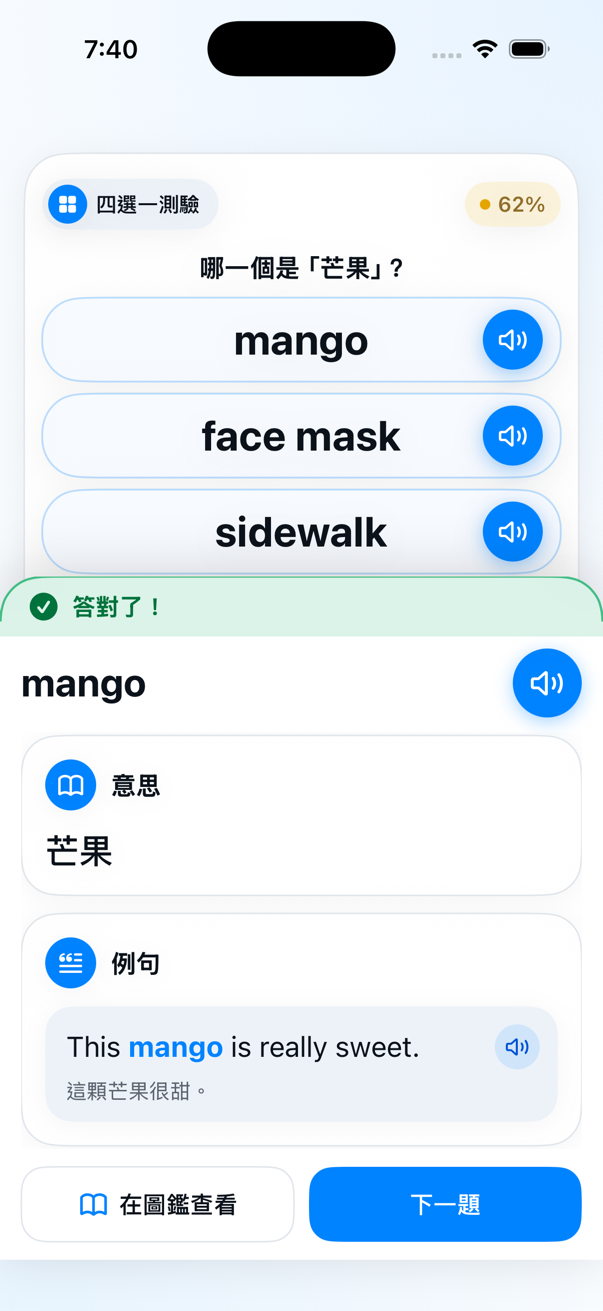 7:40
四選一測驗
62%
哪一個是「芒果」?
mango
face mask
sidewalk
答對了！
mango
意思
芒果
例句
This mango is really sweet.
這顆芒果很甜。
在圖鑑查看
下一題